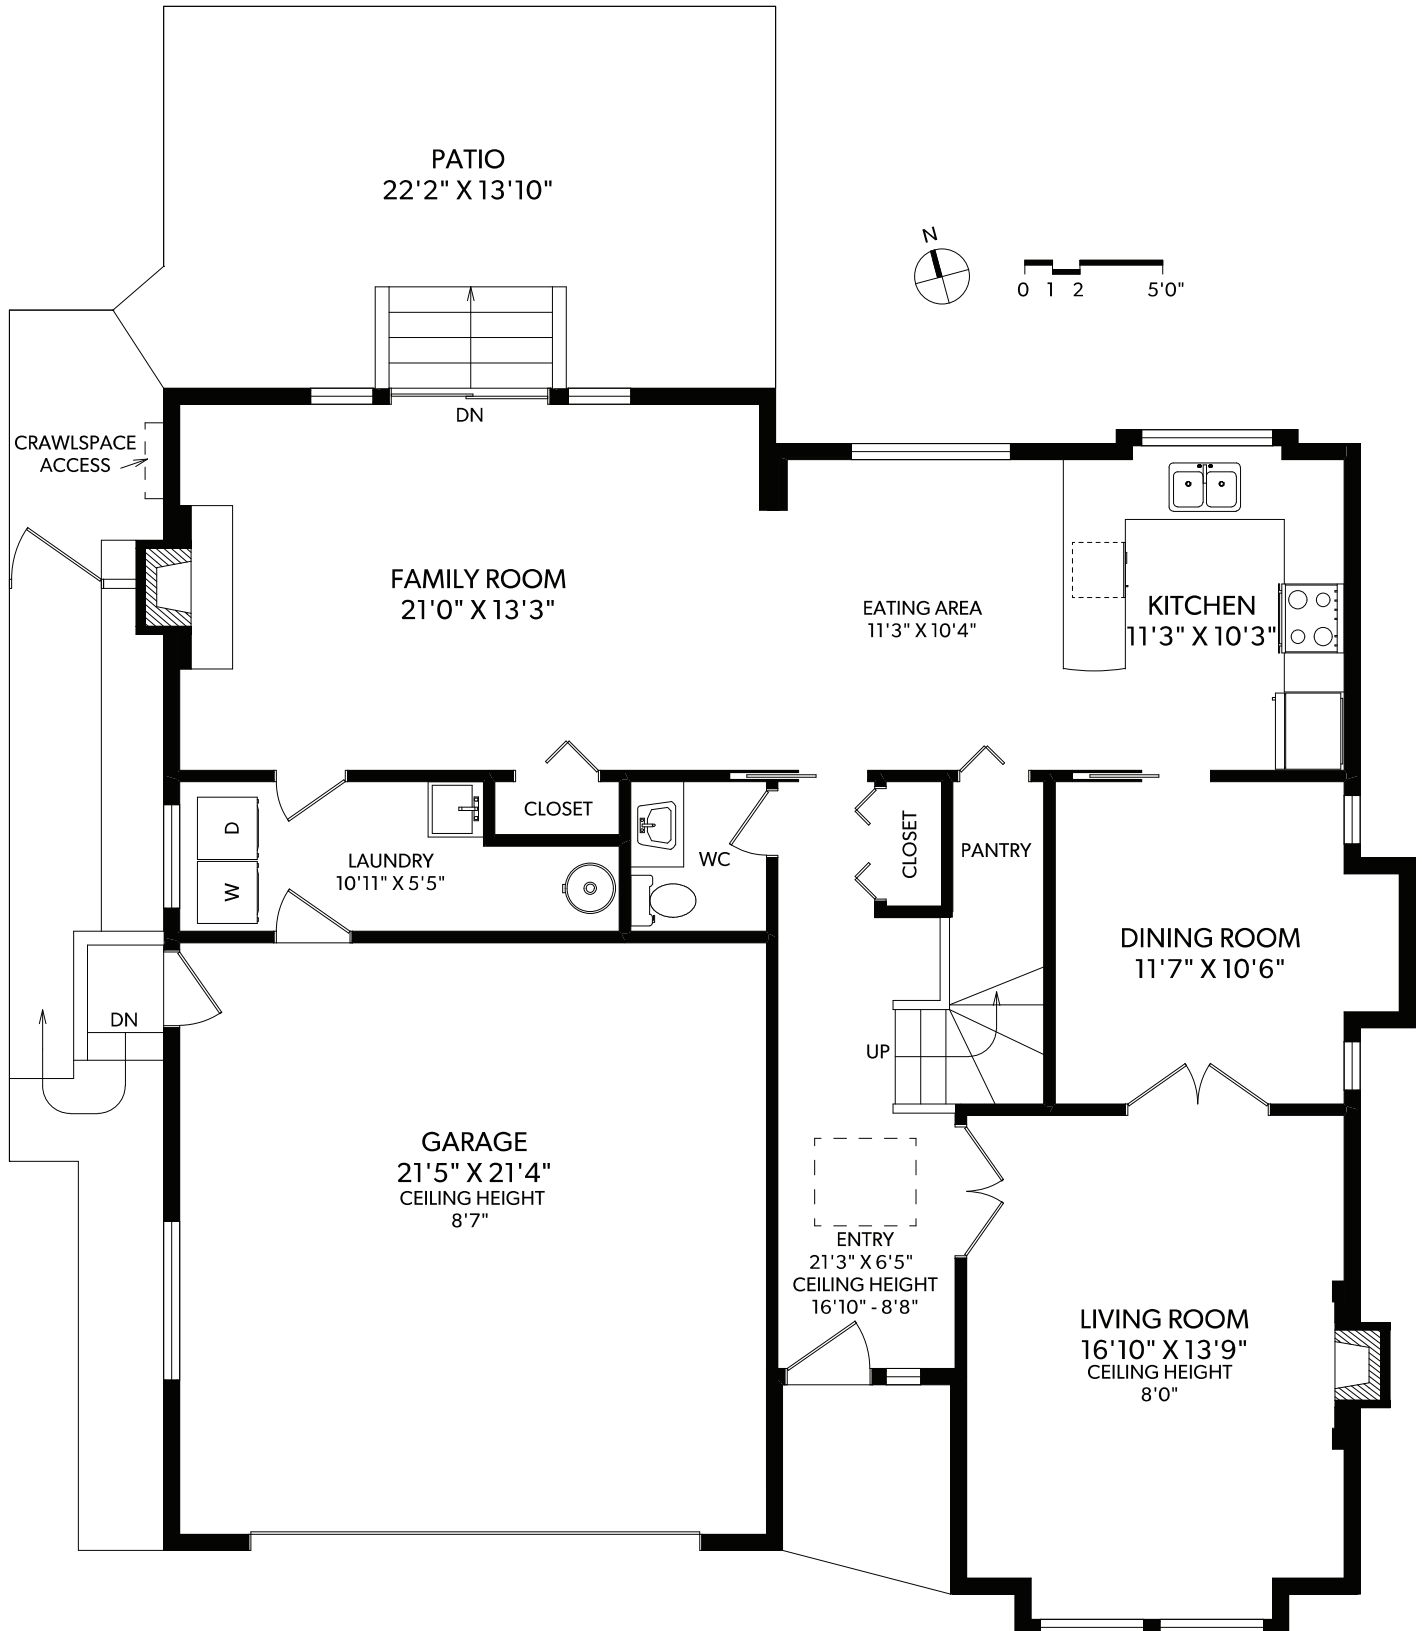 PATIO
22'2" X 13'10"
N
0 1 2 5'0"
DN
CRAWLSPACE
ACCESS
FAMILY ROOM
21'0" X 13'3"
EATING AREA
11'3" X 10'4"
KITCHEN
11'3" X 10'3"
D
W
LAUNDRY
10'11" X 5'5"
CLOSET
WC
CLOSET
PANTRY
DINING ROOM
11'7" X 10'6"
DN
UP
GARAGE
21'5" X 21'4"
CEILING HEIGHT
8'7"
ENTRY
21'3" X 6'5"
CEILING HEIGHT
16'10" - 8'8"
LIVING ROOM
16'10" X 13'9"
CEILING HEIGHT
8'0"